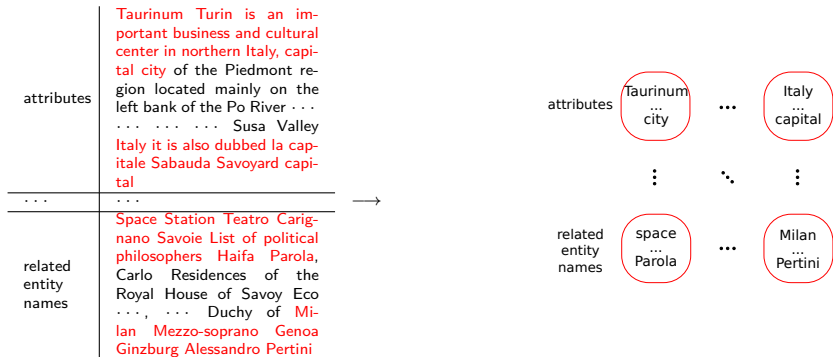 Taurinum Turin is an im-
portant business and cultural
center in northern Italy, capi-
tal city of the Piedmont re-
gion located mainly on the
left bank of the Po River · · ·
· · · · · · · · · Susa Valley
Italy it is also dubbed la cap-
itale Sabauda Savoyard capi-
tal
attributes
· · · · · ·
Space Station Teatro Carig-
nano Savoie List of political
philosophers Haifa Parola,
Carlo Residences of the
Royal House of Savoy Eco
· · · , · · · Duchy of Mi-
lan Mezzo-soprano Genoa
Ginzburg Alessandro Pertini
related
entity
names
→
attributes
Taurinum
...
city
...
Italy
...
capital
⋮ ⋱ ⋮
related
entity
names
space
...
Parola
...
Milan
...
Pertini